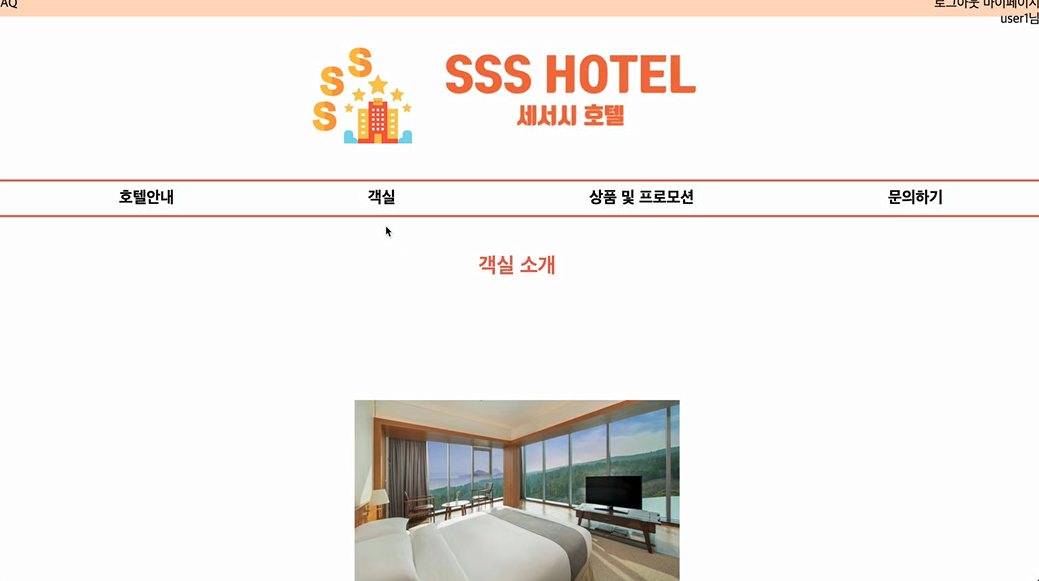 AQ
로그아웃 마이페이지
user1님
S
S
S
SSS HOTEL
세서시 호텔
호텔안내
객실
상품 및 프로모션
문의하기
객실 소개